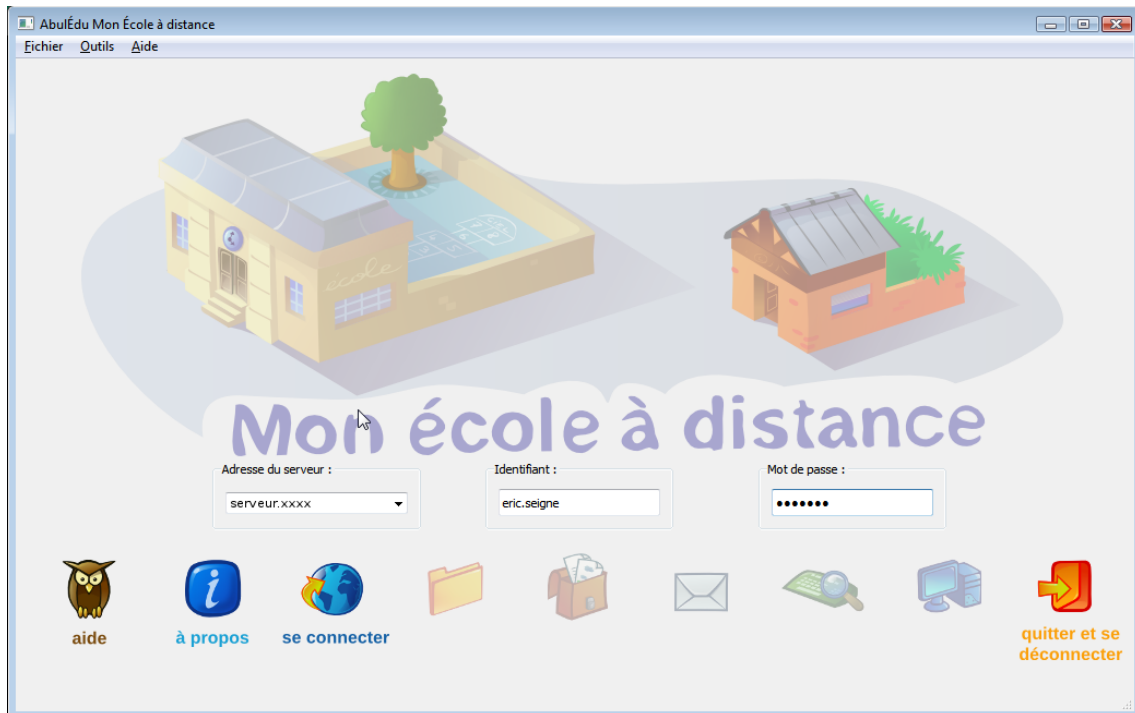 AbulÉdu Mon École à distance
Fichier Outils Aide
école
Mon école à distance
Adresse du serveur : Identifiant : Mot de passe :
serveur.xxxx eric.seigne •••••••
aide à propos se connecter quitter et se
déconnecter